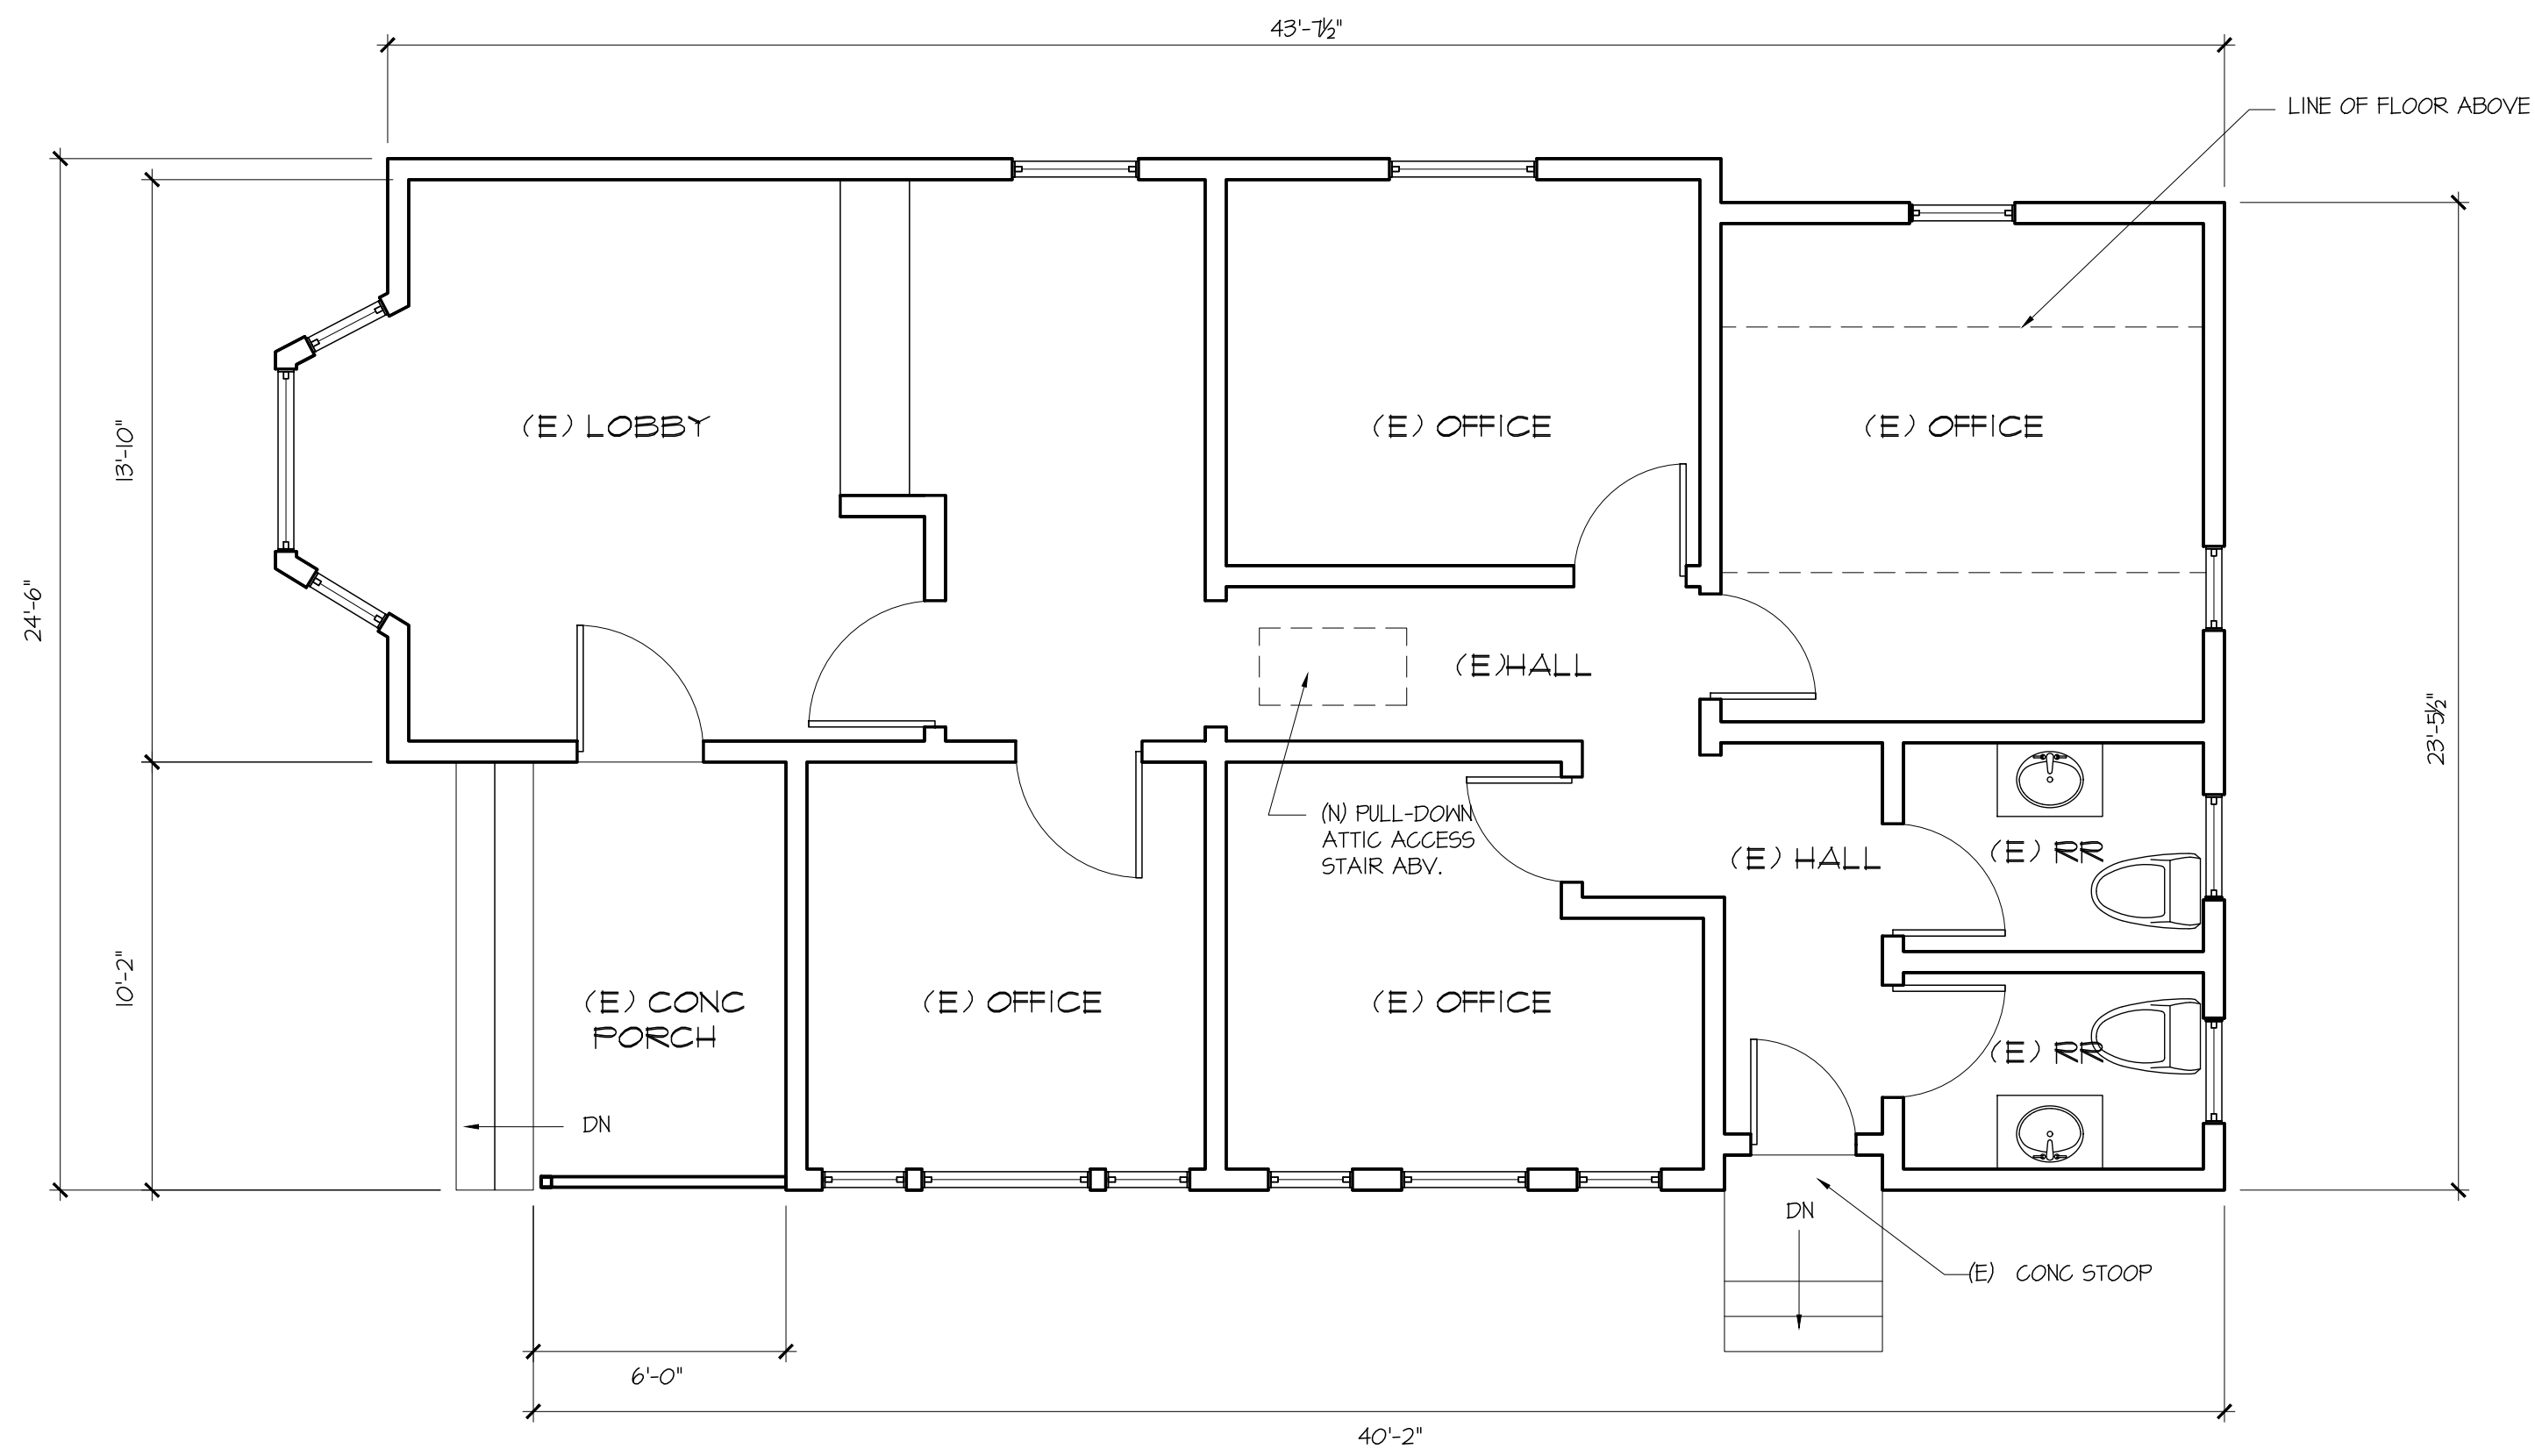 43'-7½"
LINE OF FLOOR ABOVE
(E) LOBBY
(E) OFFICE
(E) OFFICE
13'-10"
24'-6"
(E)HALL
23'-5½"
(N) PULL-DOWN
ATTIC ACCESS
STAIR ABV.
(E) HALL
(E) RR
10'-2"
(E) CONC
PORCH
(E) OFFICE
(E) OFFICE
(E) RR
DN
DN
(E) CONC STOOP
6'-0"
40'-2"